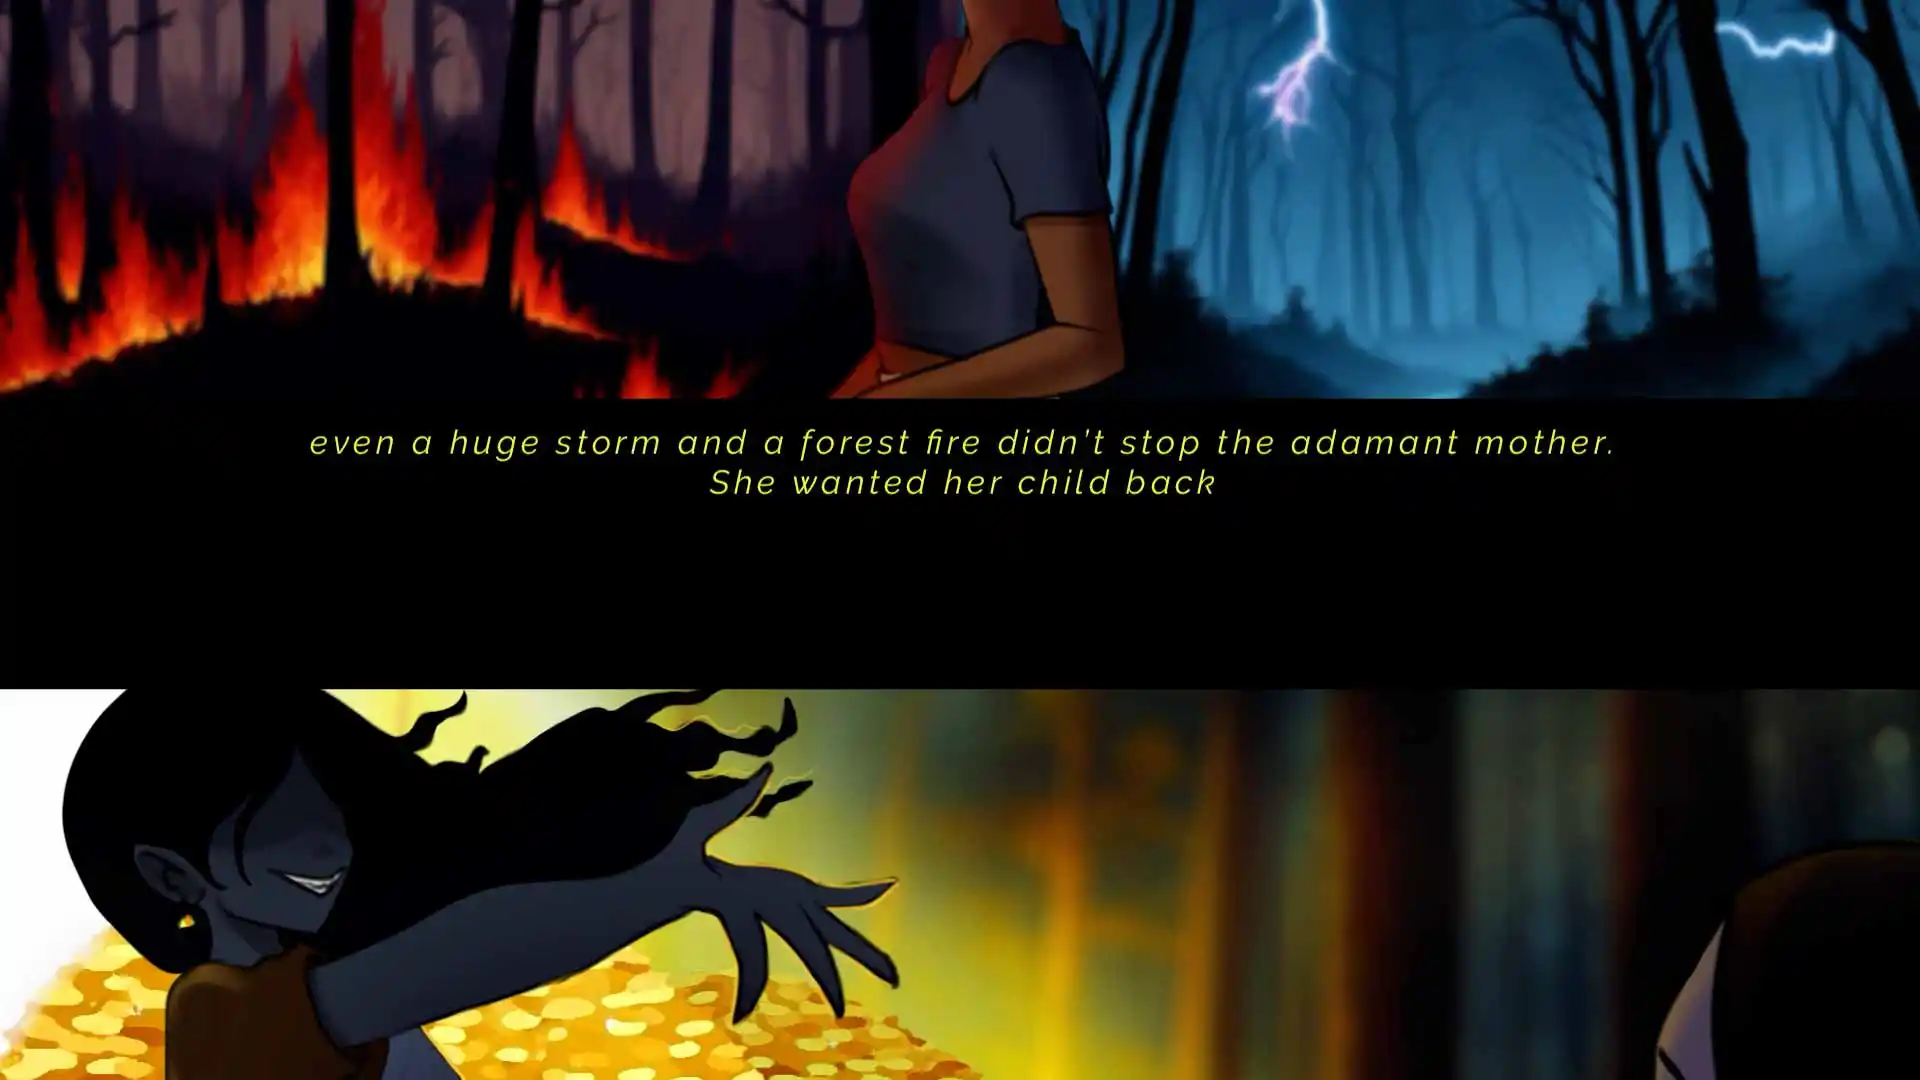 even a huge storm and a forest fire didn't stop the adamant mother.
She wanted her child back